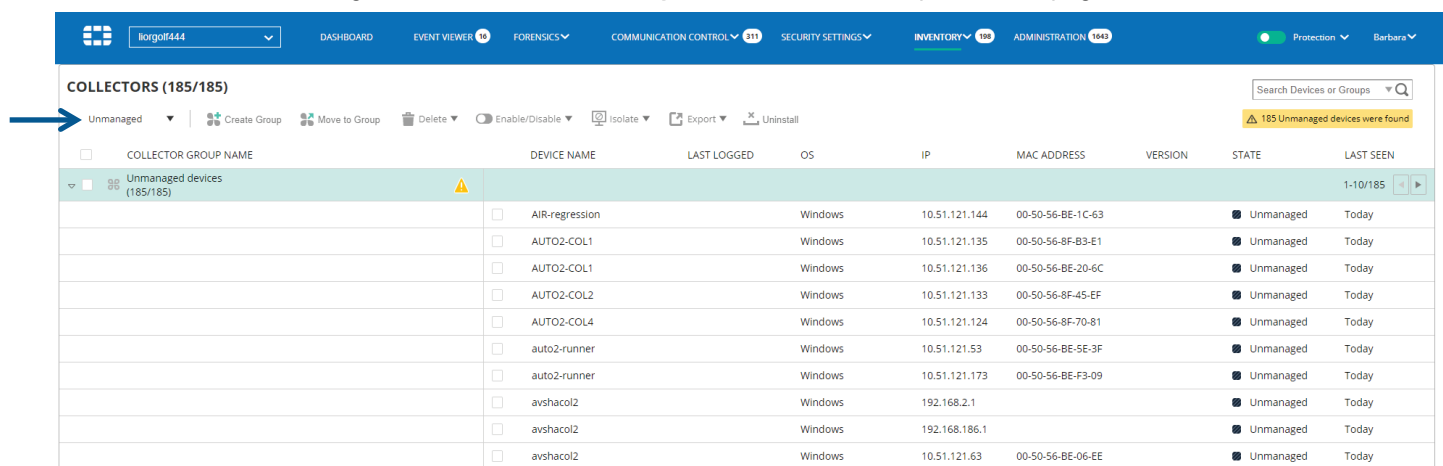 liorgolf444 DASHBOARD EVENT VIEWER 16 FORENSICS COMMUNICATION CONTROL 311 SECURITY SETTINGS INVENTORY 198 ADMINISTRATION 1643 Protection Barbara
COLLECTORS (185/185) Search Devices or Groups
Unmanaged Create Group Move to Group Delete Enable/Disable Isolate Export Uninstall 185 Unmanaged devices were found
COLLECTOR GROUP NAME DEVICE NAME LAST LOGGED OS IP MAC ADDRESS VERSION STATE LAST SEEN
Unmanaged devices
(185/185) 1-10/185
AIR-regression Windows 10.51.121.144 00-50-56-BE-1C-63 Unmanaged Today
AUTO2-COL1 Windows 10.51.121.135 00-50-56-8F-B3-E1 Unmanaged Today
AUTO2-COL1 Windows 10.51.121.136 00-50-56-BE-20-6C Unmanaged Today
AUTO2-COL2 Windows 10.51.121.133 00-50-56-8F-45-EF Unmanaged Today
AUTO2-COL4 Windows 10.51.121.124 00-50-56-8F-70-81 Unmanaged Today
auto2-runner Windows 10.51.121.53 00-50-56-BE-5E-3F Unmanaged Today
auto2-runner Windows 10.51.121.173 00-50-56-BE-F3-09 Unmanaged Today
avshacol2 Windows 192.168.2.1 Unmanaged Today
avshacol2 Windows 192.168.186.1 Unmanaged Today
avshacol2 Windows 10.51.121.63 00-50-56-BE-06-EE Unmanaged Today